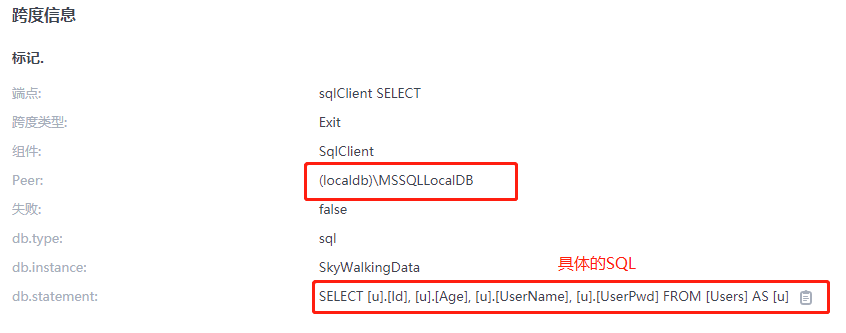 跨度信息
标记.
端点: sqlClient SELECT
跨度类型: Exit
组件: SqlClient
Peer: (localdb)\MSSQLLocalDB
失败: false
db.type: sql
db.instance: SkyWalkingData
具体的SQL
db.statement: SELECT [u].[Id], [u].[Age], [u].[UserName], [u].[UserPwd] FROM [Users] AS [u]